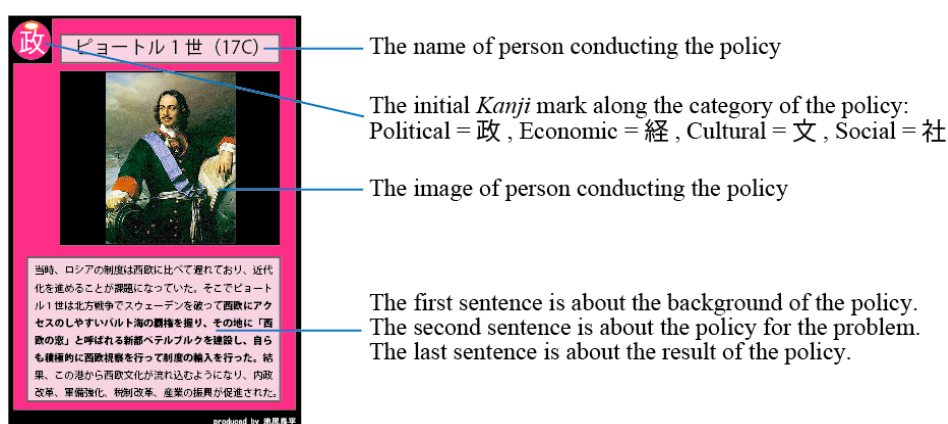 政
ピョートル1世（17C）
当時、ロシアの制度は西欧に比べて遅れており、近代
化を進めることが課題になっていた。そこでピョート
ル1世は北方戦争でスウェーデンを破って西欧にアク
セスのしやすいバルト海の覇権を握り、その地に「西
欧の窓」と呼ばれる新都ペテルブルクを建設し、自ら
も積極的に西欧視察を行って制度の輸入を行った。結
果、この港から西欧文化が流れ込むようになり、内政
改革、軍備強化、税制改革、産業の振興が促進された。
produced by 池尻良平
The name of person conducting the policy
The initial Kanji mark along the category of the policy:
Political = 政 , Economic = 経 , Cultural = 文 , Social = 社
The image of person conducting the policy
The first sentence is about the background of the policy.
The second sentence is about the policy for the problem.
The last sentence is about the result of the policy.